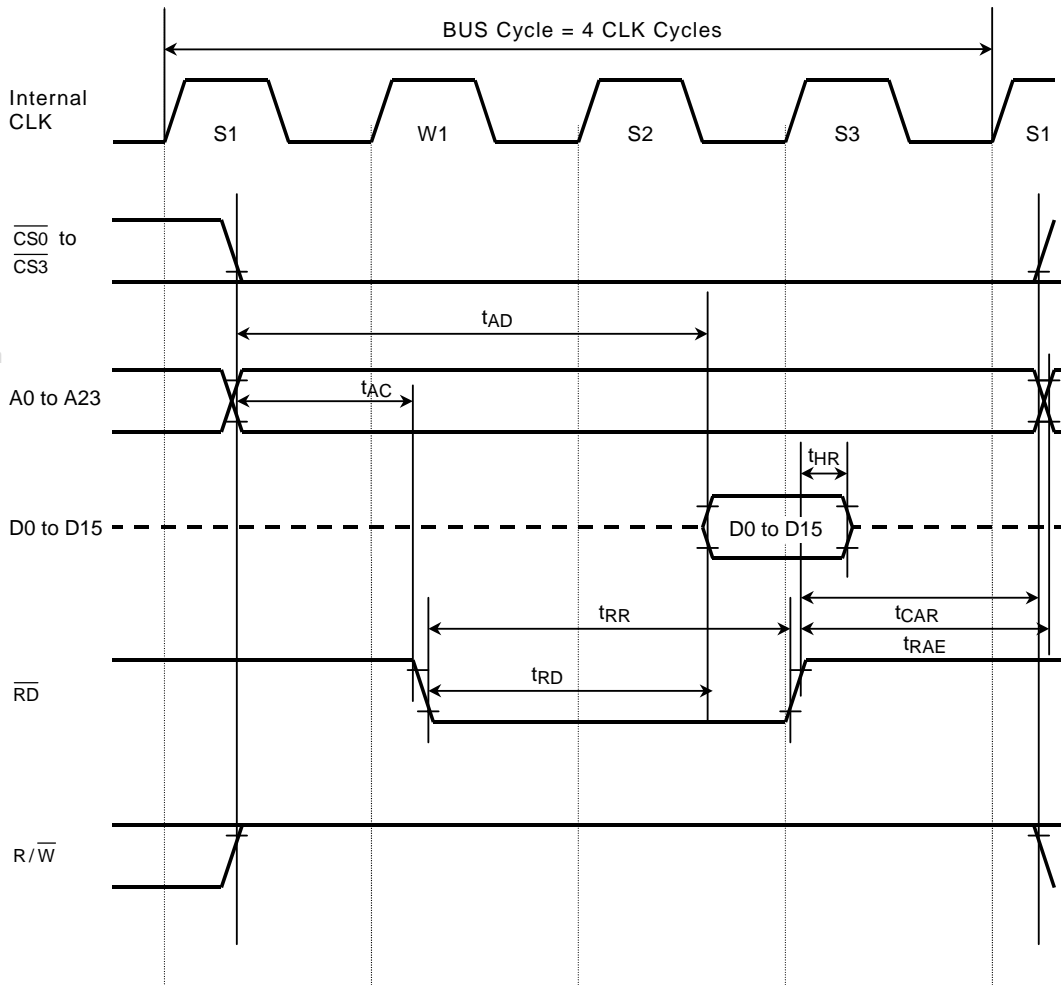 BUS Cycle = 4 CLK Cycles
Internal
CLK
S1 W1 S2 S3 S1
CS0 to
CS3
tAD
A0 to A23
tAC
tHR
D0 to D15
D0 to D15
tRR
tCAR
tRAE
tRD
RD
R/W